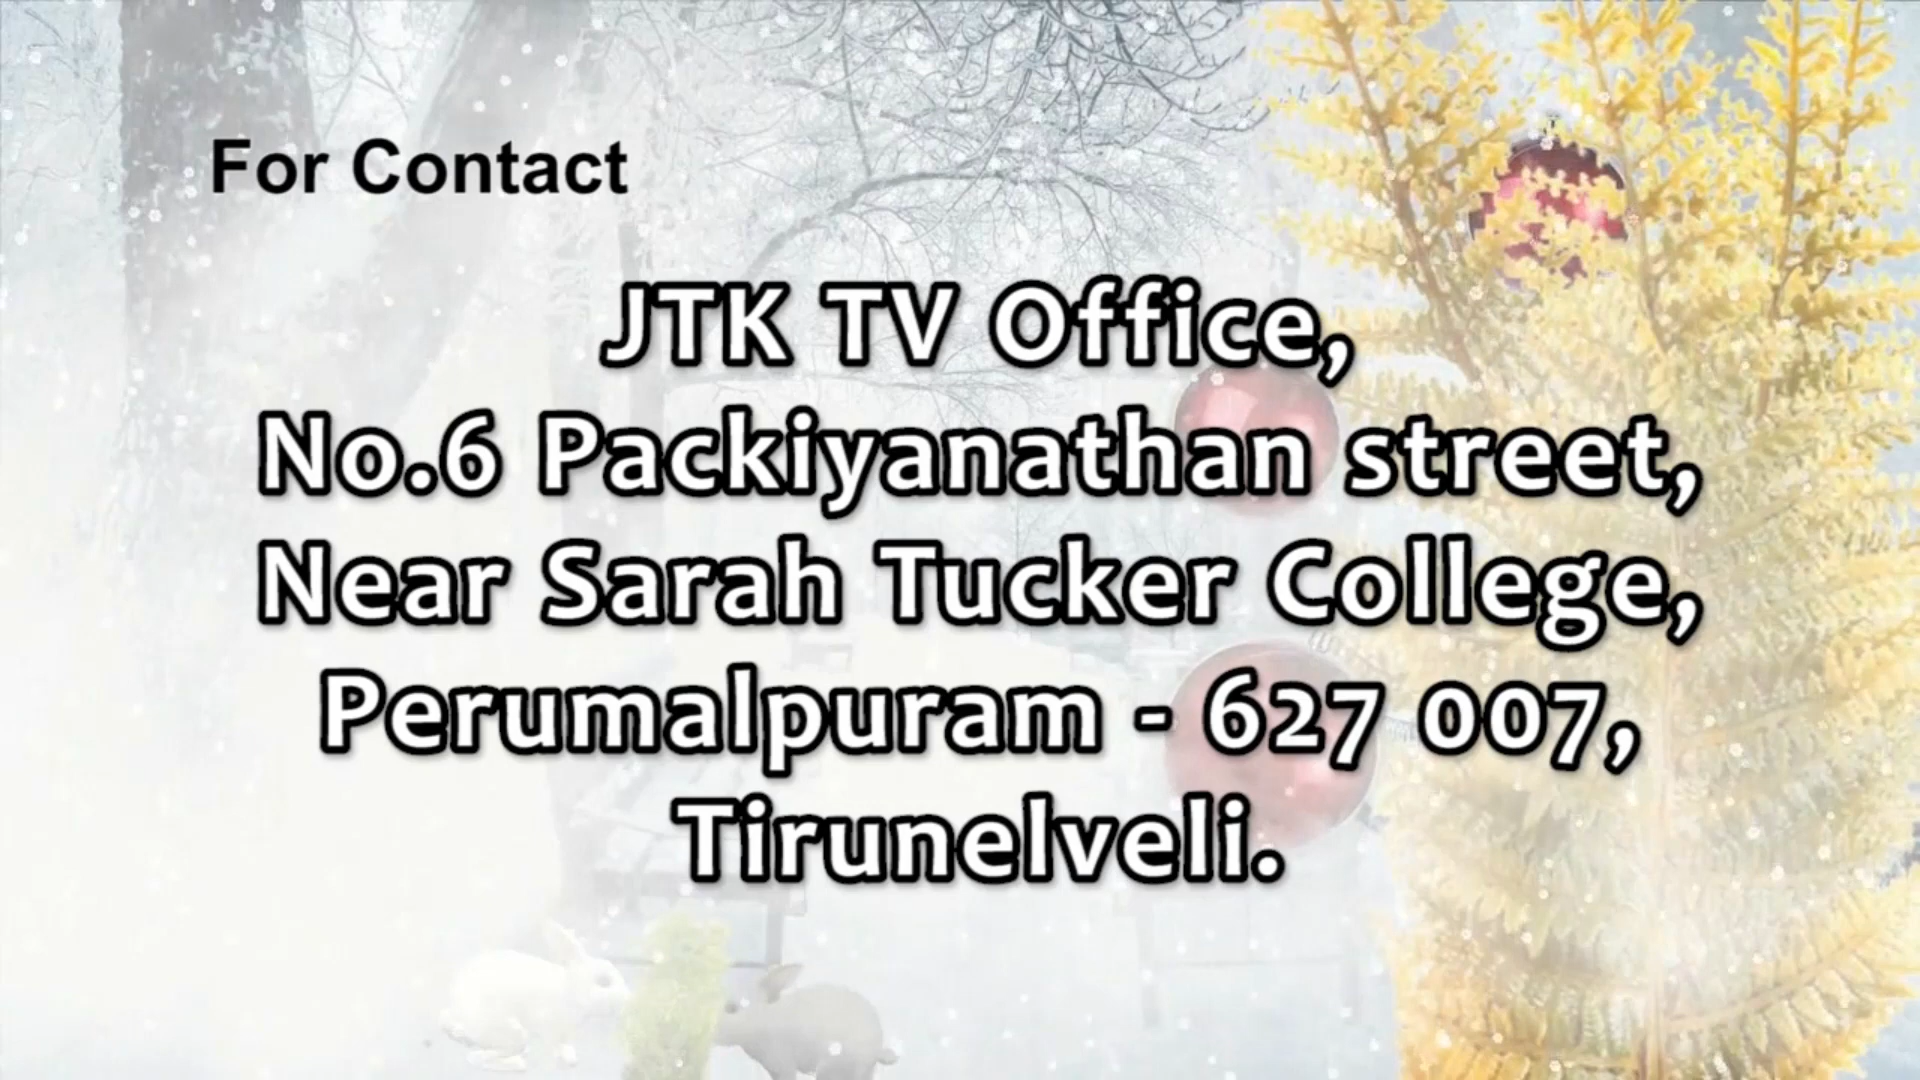 For Contact
JTK TV Office,
No.6 Packiyanathan street,
Near Sarah Tucker College,
Perumalpuram - 627 007,
Tirunelveli.